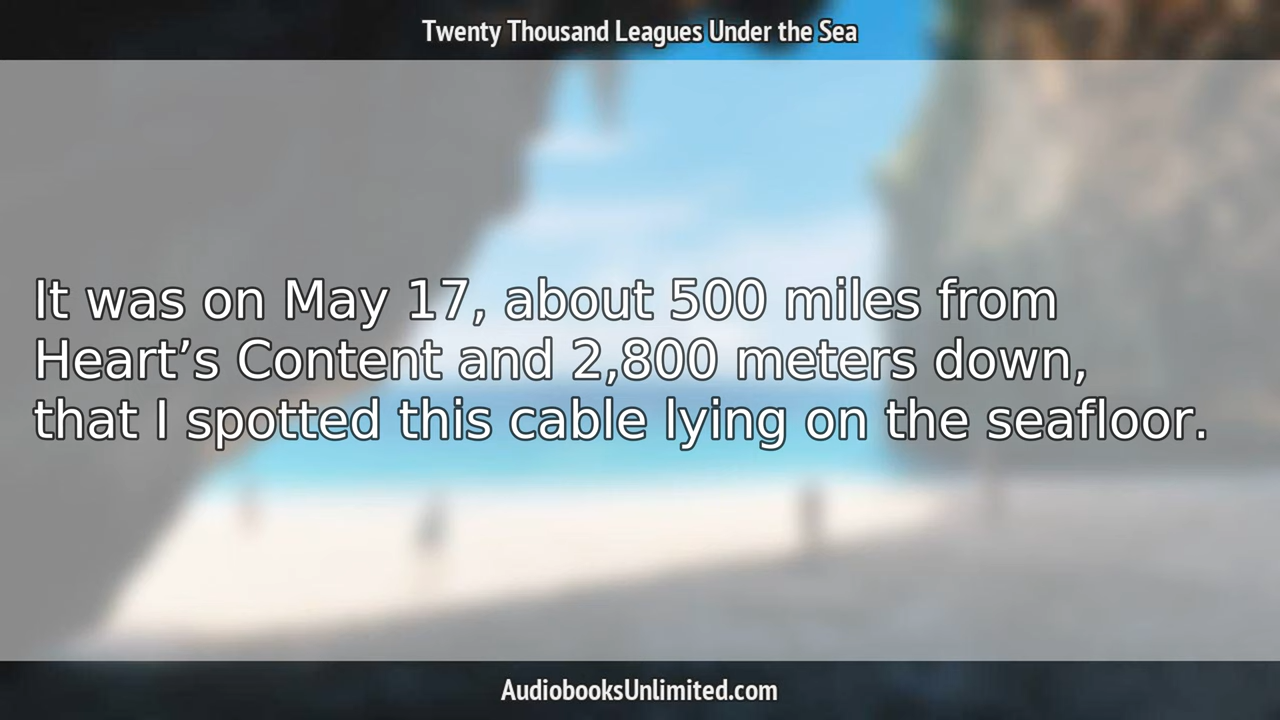 Twenty Thousand Leagues Under the Sea
It was on May 17, about 500 miles from
Heart’s Content and 2,800 meters down,
that I spotted this cable lying on the seafloor.
AudiobooksUnlimited.com